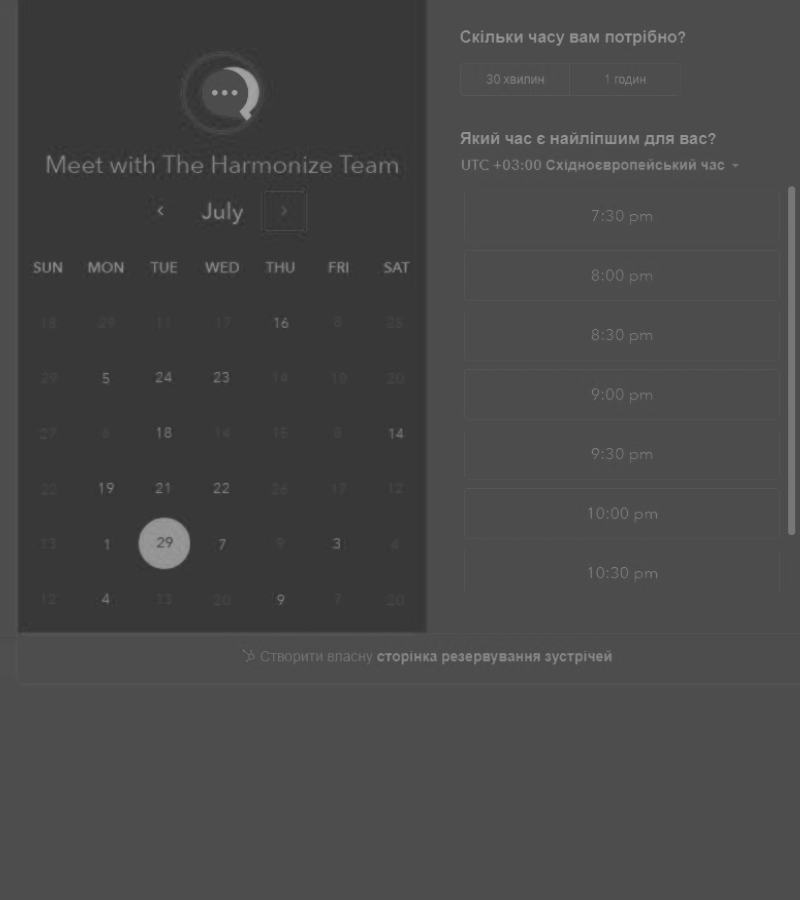 Meet with The Harmonize Team
‹ July ›
SUN MON TUE WED THU FRI SAT
18 29 11 17 16 8 25
29 5 24 23 14 10 20
27 6 18 14 15 8 14
22 19 21 22 26 17 12
13 1 29 7 9 3 4
12 4 13 20 9 7 20
Скільки часу вам потрібно?
30 хвилин 1 годин
Який час є найліпшим для вас?
UTC +03:00 Східноєвропейський час
7:30 pm
8:00 pm
8:30 pm
9:00 pm
9:30 pm
10:00 pm
10:30 pm
Створити власну сторінка резервування зустрічей